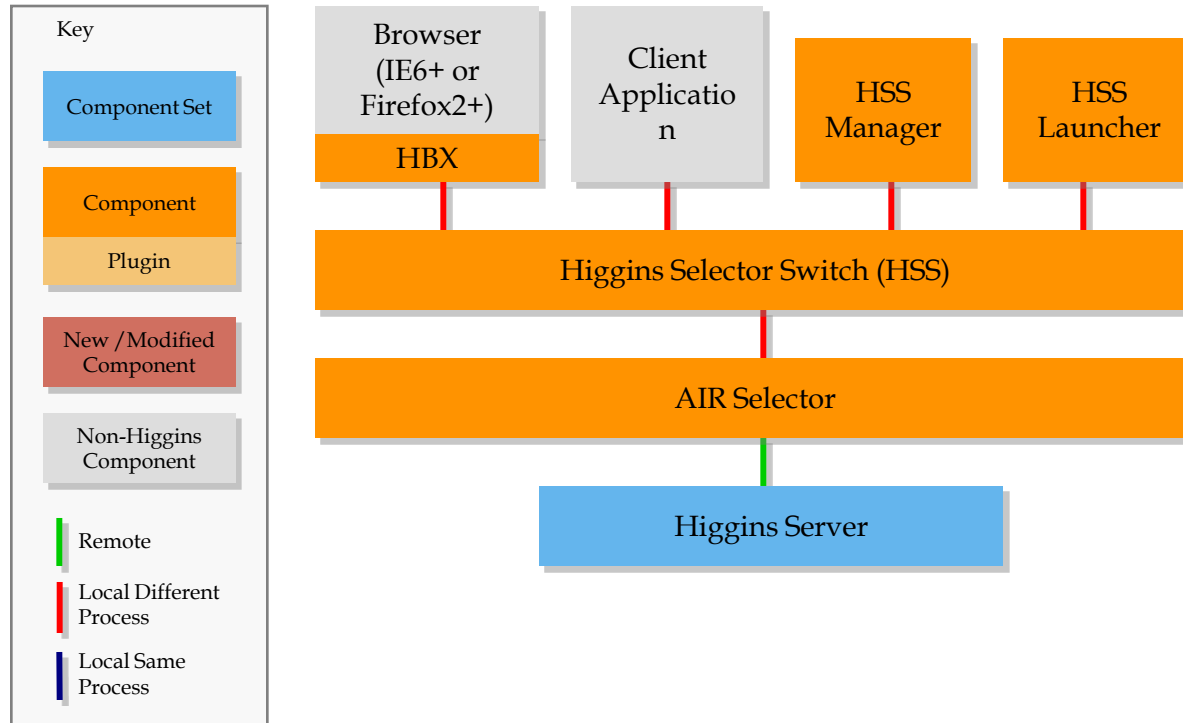 Key
Component Set
Component
Plugin
New /Modified
Component
Non-Higgins
Component
Remote
Local Different
Process
Local Same
Process
Browser
(IE6+ or
Firefox2+)
HBX
Client
Applicatio
n
HSS
Manager
HSS
Launcher
Higgins Selector Switch (HSS)
AIR Selector
Higgins Server